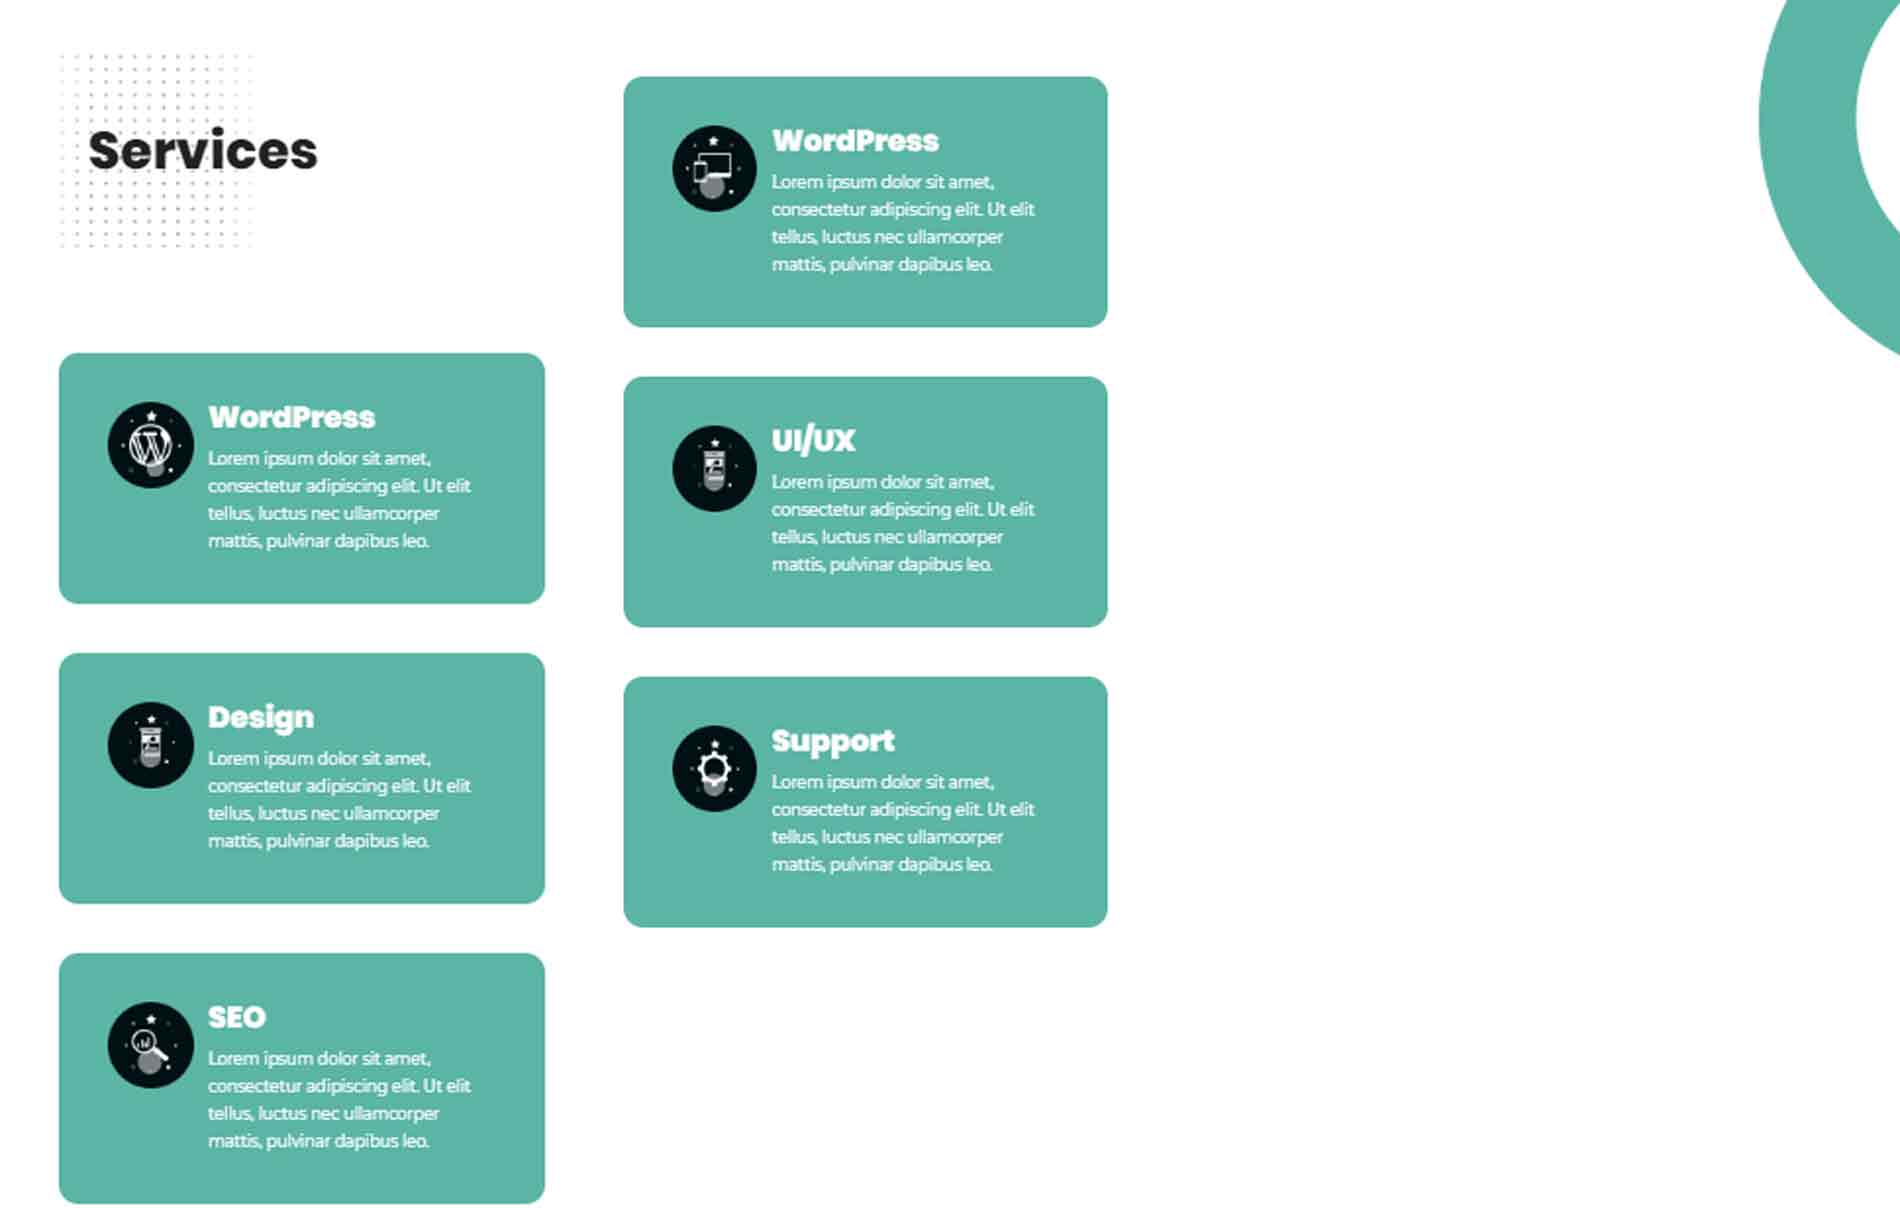 Services
WordPress
Lorem ipsum dolor sit amet,
consectetur adipiscing elit. Ut elit
tellus, luctus nec ullamcorper
mattis, pulvinar dapibus leo.
Design
Lorem ipsum dolor sit amet,
consectetur adipiscing elit. Ut elit
tellus, luctus nec ullamcorper
mattis, pulvinar dapibus leo.
SEO
Lorem ipsum dolor sit amet,
consectetur adipiscing elit. Ut elit
tellus, luctus nec ullamcorper
mattis, pulvinar dapibus leo.
WordPress
Lorem ipsum dolor sit amet,
consectetur adipiscing elit. Ut elit
tellus, luctus nec ullamcorper
mattis, pulvinar dapibus leo.
UI/UX
Lorem ipsum dolor sit amet,
consectetur adipiscing elit. Ut elit
tellus, luctus nec ullamcorper
mattis, pulvinar dapibus leo.
Support
Lorem ipsum dolor sit amet,
consectetur adipiscing elit. Ut elit
tellus, luctus nec ullamcorper
mattis, pulvinar dapibus leo.